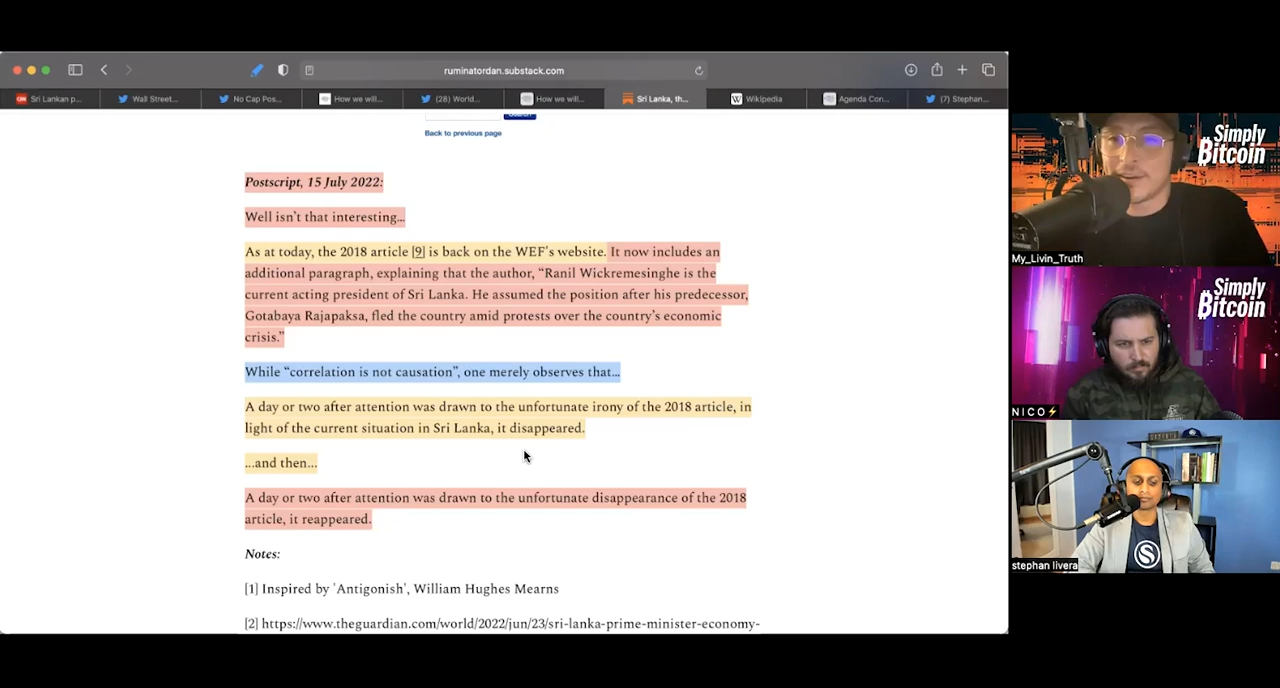 ruminatordan.substack.com
Sri Lankan p...
Wall Street...
No Cap Pos...
How we will...
(28) World...
How we will...
Sri Lanka, th...
Wikipedia
Agenda Con...
(7) Stephan...
Search
Back to previous page
Postscript, 15 July 2022:
Well isn't that interesting...
As at today, the 2018 article [9] is back on the WEF's website. It now includes an
additional paragraph, explaining that the author, “Ranil Wickremesinghe is the
current acting president of Sri Lanka. He assumed the position after his predecessor,
Gotabaya Rajapaksa, fled the country amid protests over the country's economic
crisis.”
While “correlation is not causation”, one merely observes that...
A day or two after attention was drawn to the unfortunate irony of the 2018 article, in
light of the current situation in Sri Lanka, it disappeared.
...and then...
A day or two after attention was drawn to the unfortunate disappearance of the 2018
article, it reappeared.
Notes:
[1] Inspired by 'Antigonish', William Hughes Mearns
[2] https://www.theguardian.com/world/2022/jun/23/sri-lanka-prime-minister-economy-
Simply
Bitcoin
My_Livin_Truth
Simply
Bitcoin
N I C O⚡
stephan livera